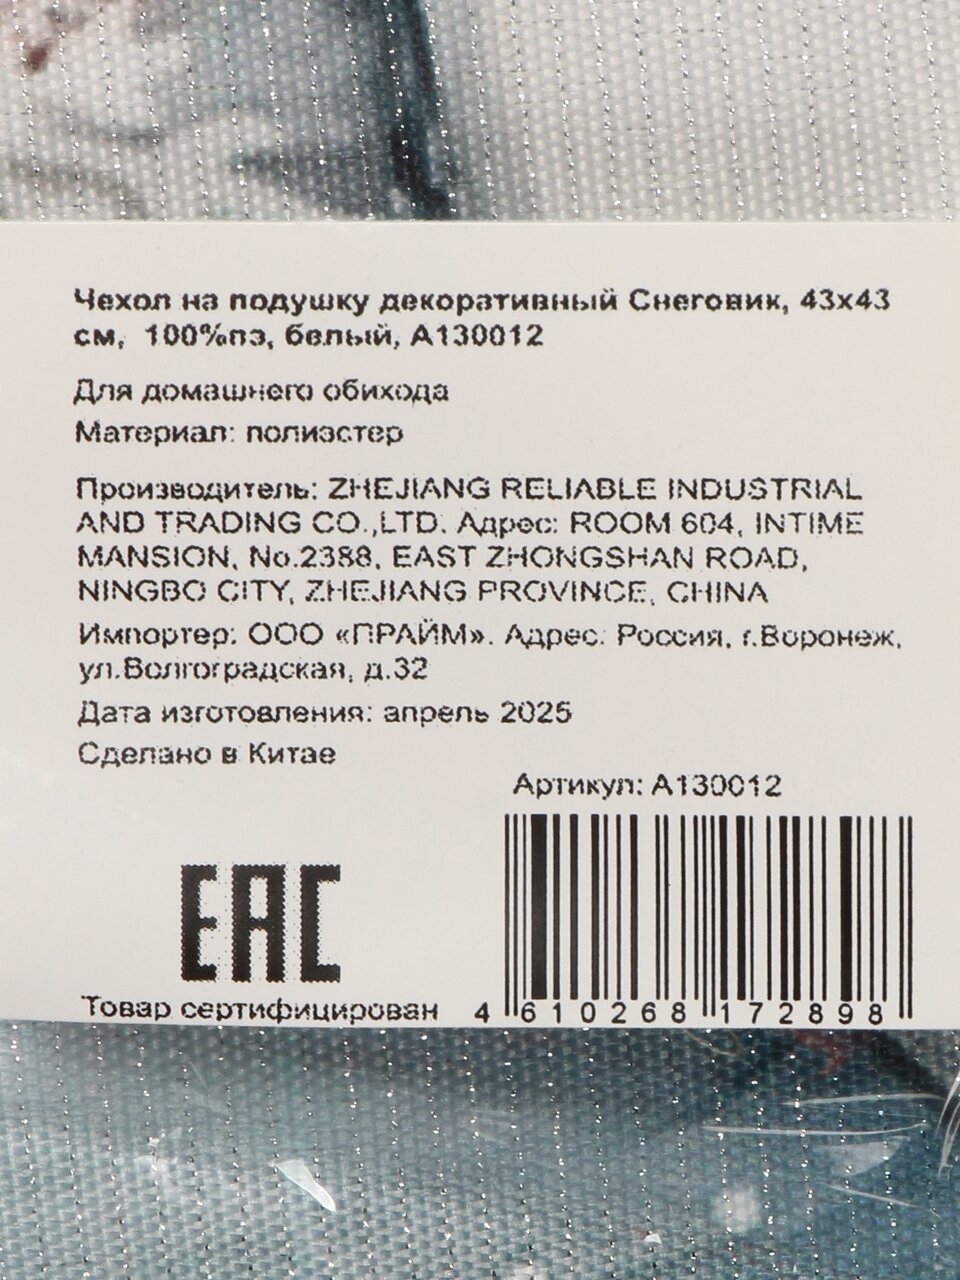 Чехол на подушку декоративный Снеговик, 43х43
см, 100%пэ, белый, А130012
Для домашнего обихода
Материал: полиэстер
Производитель: ZHEJIANG RELIABLE INDUSTRIAL
AND TRADING CO.,LTD. Адрес: ROOM 604, INTIME
MANSION, No.2388, EAST ZHONGSHAN ROAD,
NINGBO CITY, ZHEJIANG PROVINCE, CHINA
Импортер: ООО «ПРАЙМ». Адрес: Россия, г.Воронеж,
ул.Волгоградская, д.32
Дата изготовления: апрель 2025
Сделано в Китае
Артикул: А130012
EAC
Товар сертифицирован
4 610268 172898